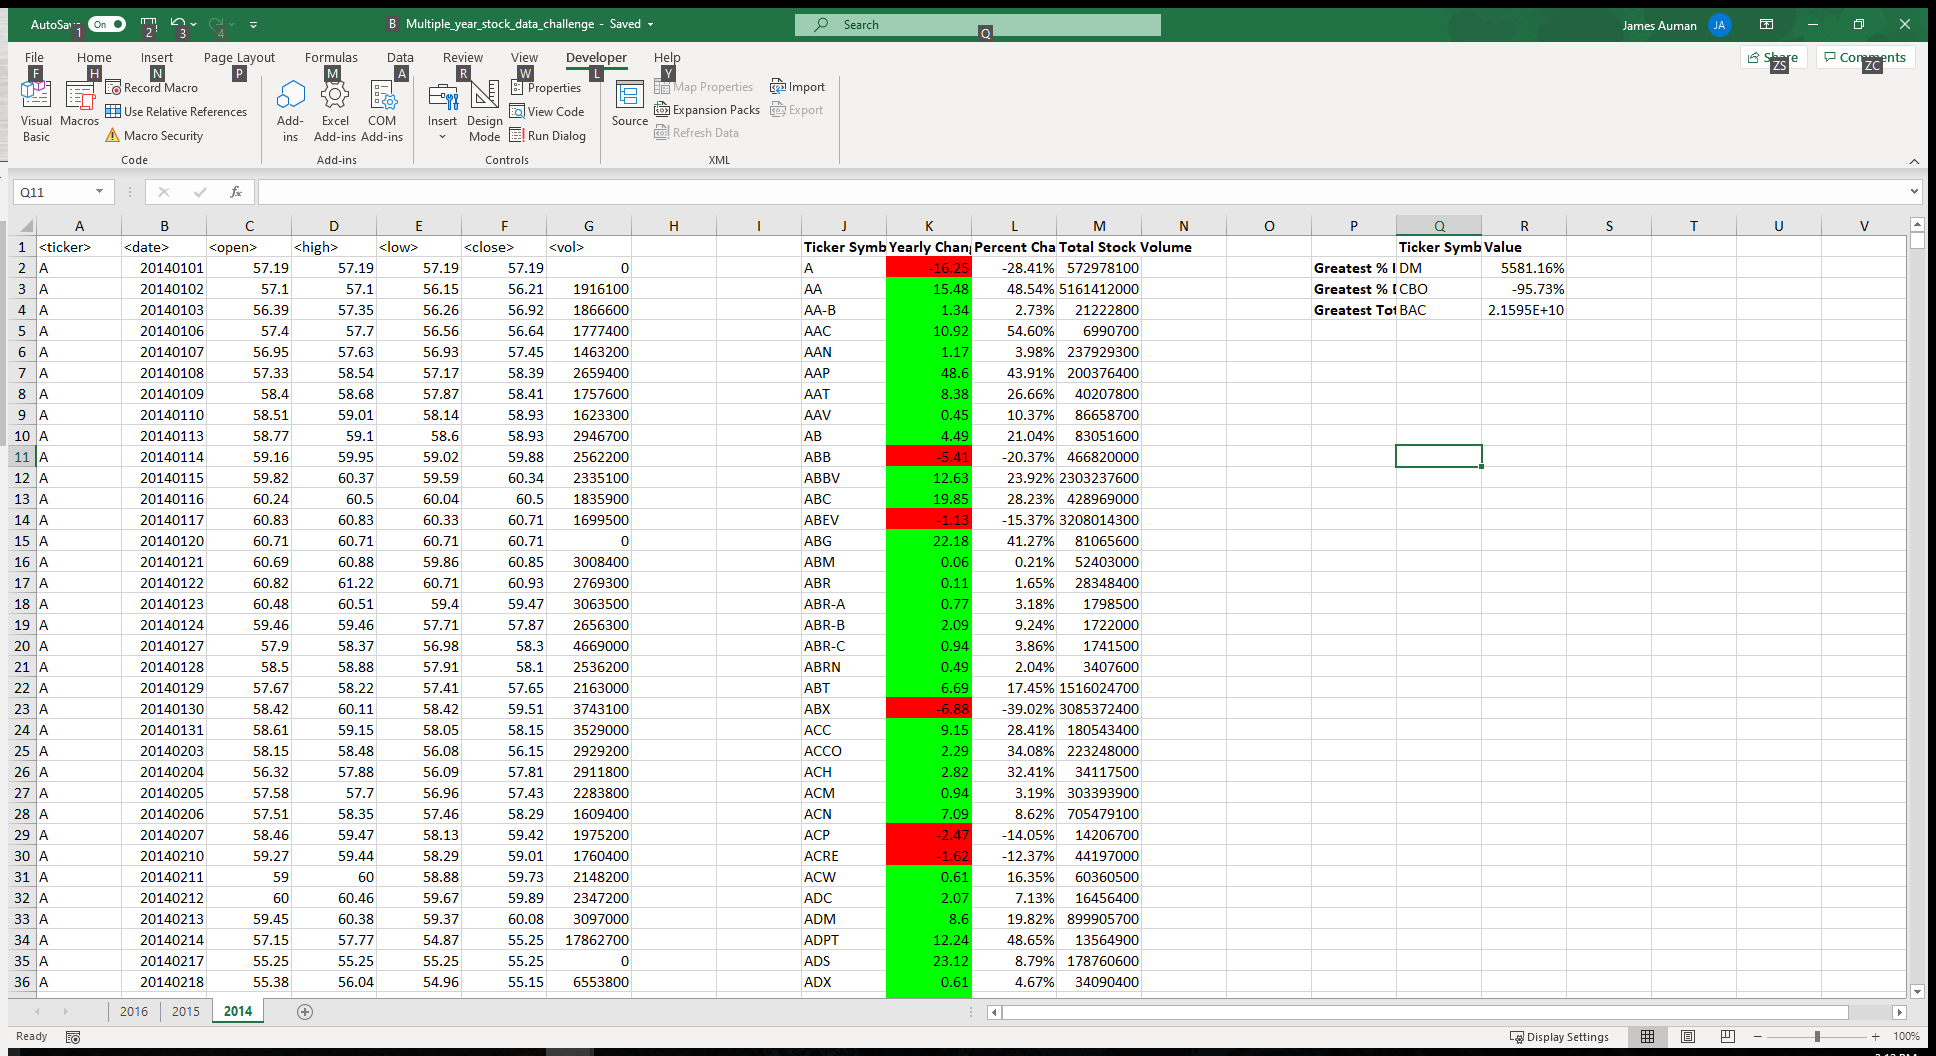 AutoSav On 1 2 3 4 B Multiple_year_stock_data_challenge - Saved Search Q James Auman JA
File Home Insert Page Layout Formulas Data Review View Developer Help Share Comments
F H N P M A R W L Y ZS ZC
Visual Basic Macros Record Macro Use Relative References Macro Security
Code
Add-ins Excel Add-ins COM Add-ins
Add-ins
Insert Design Mode Properties View Code Run Dialog
Controls
Source Map Properties Expansion Packs Refresh Data Import Export
XML
Q11 fx
A B C D E F G H I J K L M N O P Q R S T U V
1 <ticker> <date> <open> <high> <low> <close> <vol> Ticker Symb Yearly Chang Percent Cha Total Stock Volume Ticker Symb Value
2 A 20140101 57.19 57.19 57.19 57.19 0 A -16.25 -28.41% 572978100 Greatest % I DM 5581.16%
3 A 20140102 57.1 57.1 56.15 56.21 1916100 AA 15.48 48.54% 5161412000 Greatest % D CBO -95.73%
4 A 20140103 56.39 57.35 56.26 56.92 1866600 AA-B 1.34 2.73% 21222800 Greatest Tot BAC 2.1595E+10
5 A 20140106 57.4 57.7 56.56 56.64 1777400 AAC 10.92 54.60% 6990700
6 A 20140107 56.95 57.63 56.93 57.45 1463200 AAN 1.17 3.98% 237929300
7 A 20140108 57.33 58.54 57.17 58.39 2659400 AAP 48.6 43.91% 200376400
8 A 20140109 58.4 58.68 57.87 58.41 1757600 AAT 8.38 26.66% 40207800
9 A 20140110 58.51 59.01 58.14 58.93 1623300 AAV 0.45 10.37% 86658700
10 A 20140113 58.77 59.1 58.6 58.93 2946700 AB 4.49 21.04% 83051600
11 A 20140114 59.16 59.95 59.02 59.88 2562200 ABB -5.41 -20.37% 466820000
12 A 20140115 59.82 60.37 59.59 60.34 2335100 ABBV 12.63 23.92% 2303237600
13 A 20140116 60.24 60.5 60.04 60.5 1835900 ABC 19.85 28.23% 428969000
14 A 20140117 60.83 60.83 60.33 60.71 1699500 ABEV -1.13 -15.37% 3208014300
15 A 20140120 60.71 60.71 60.71 60.71 0 ABG 22.18 41.27% 81065600
16 A 20140121 60.69 60.88 59.86 60.85 3008400 ABM 0.06 0.21% 52403000
17 A 20140122 60.82 61.22 60.71 60.93 2769300 ABR 0.11 1.65% 28348400
18 A 20140123 60.48 60.51 59.4 59.47 3063500 ABR-A 0.77 3.18% 1798500
19 A 20140124 59.46 59.46 57.71 57.87 2656300 ABR-B 2.09 9.24% 1722000
20 A 20140127 57.9 58.37 56.98 58.3 4669000 ABR-C 0.94 3.86% 1741500
21 A 20140128 58.5 58.88 57.91 58.1 2536200 ABRN 0.49 2.04% 3407600
22 A 20140129 57.67 58.22 57.41 57.65 2163000 ABT 6.69 17.45% 1516024700
23 A 20140130 58.42 60.11 58.42 59.51 3743100 ABX -6.88 -39.02% 3085372400
24 A 20140131 58.61 59.15 58.05 58.15 3529000 ACC 9.15 28.41% 180543400
25 A 20140203 58.15 58.48 56.08 56.15 2929200 ACCO 2.29 34.08% 223248000
26 A 20140204 56.32 57.88 56.09 57.81 2911800 ACH 2.82 32.41% 34117500
27 A 20140205 57.58 57.7 56.96 57.43 2283800 ACM 0.94 3.19% 303393900
28 A 20140206 57.51 58.35 57.46 58.29 1609400 ACN 7.09 8.62% 705479100
29 A 20140207 58.46 59.47 58.13 59.42 1975200 ACP -2.47 -14.05% 14206700
30 A 20140210 59.27 59.44 58.29 59.01 1760400 ACRE -1.62 -12.37% 44197000
31 A 20140211 59 60 58.88 59.73 2148200 ACW 0.61 16.35% 60360500
32 A 20140212 60 60.46 59.67 59.89 2347200 ADC 2.07 7.13% 16456400
33 A 20140213 59.45 60.38 59.37 60.08 3097000 ADM 8.6 19.82% 899905700
34 A 20140214 57.15 57.77 54.87 55.25 17862700 ADPT 12.24 48.65% 13564900
35 A 20140217 55.25 55.25 55.25 55.25 0 ADS 23.12 8.79% 178760600
36 A 20140218 55.38 56.04 54.96 55.15 6553800 ADX 0.61 4.67% 34090400
2016 2015 2014
Ready Display Settings 100%